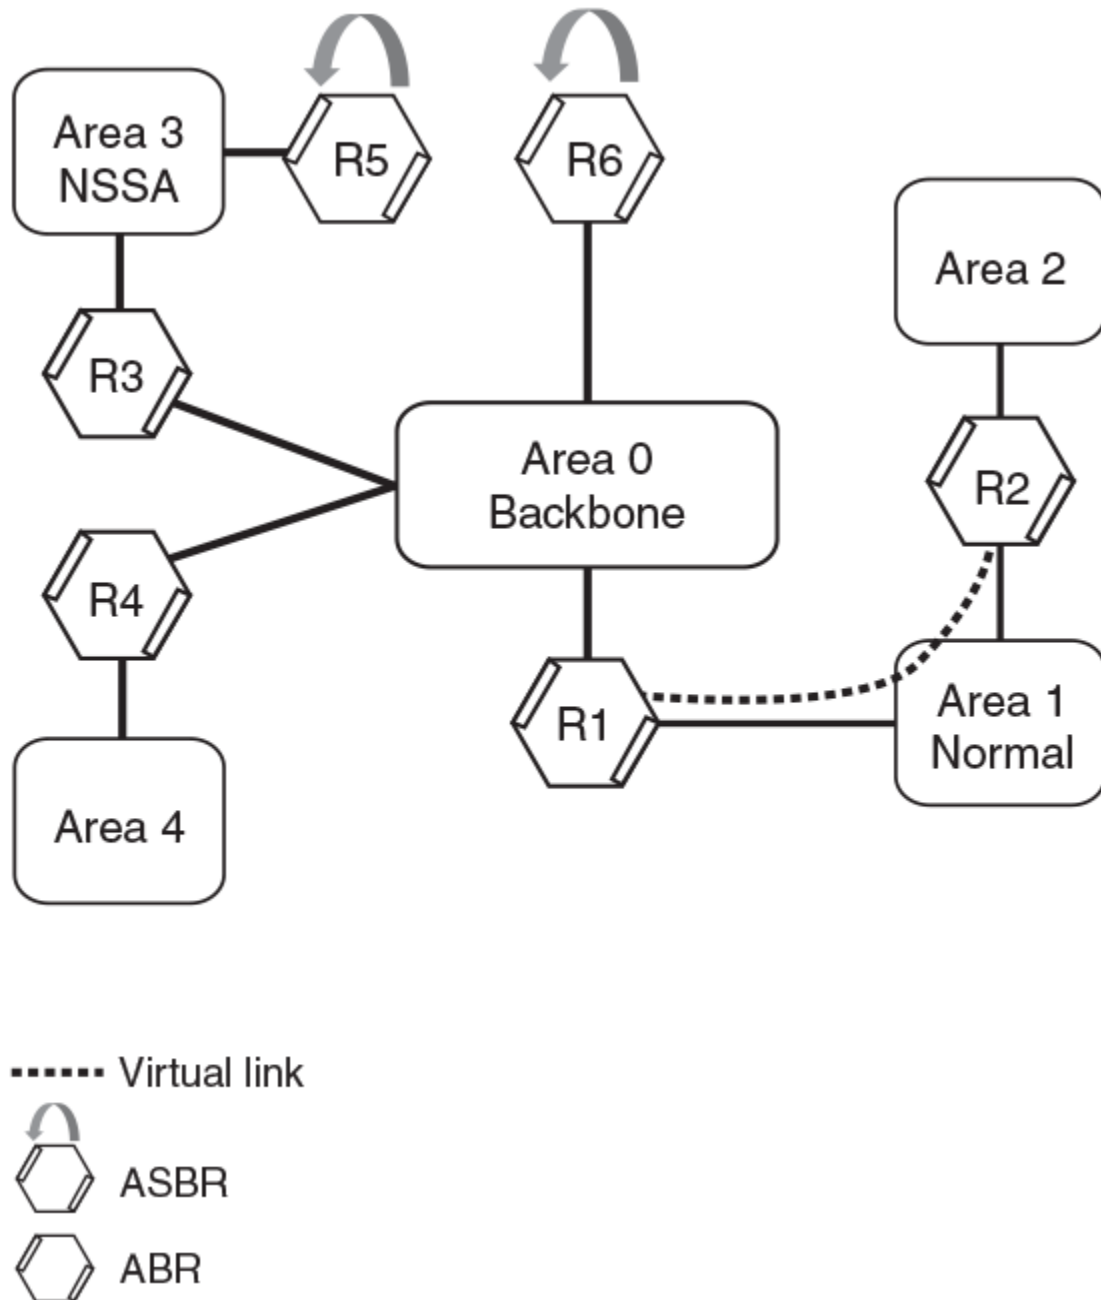 Area 3
NSSA
R5
R6
Area 2
R3
Area 0
Backbone
R2
R4
R1
Area 1
Normal
Area 4
Virtual link
ASBR
ABR